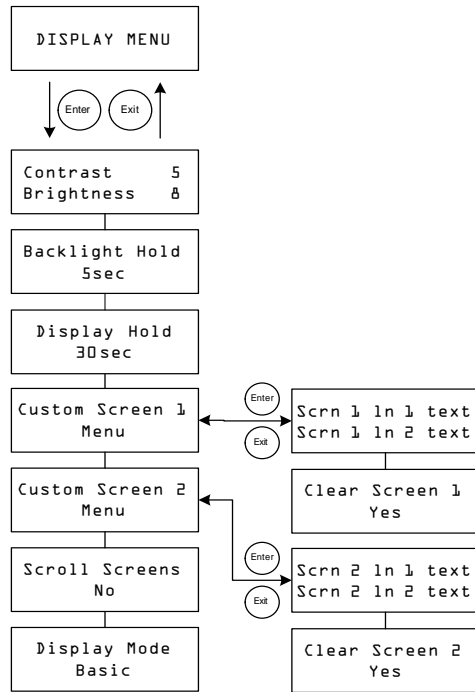 DISPLAY MENU
Enter
Exit
Contrast 5
Brightness 8
Backlight Hold
5sec
Display Hold
30sec
Custom Screen 1
Menu
Enter
Exit
Scrn 1 ln 1 text
Scrn 1 ln 2 text
Clear Screen 1
Yes
Custom Screen 2
Menu
Enter
Exit
Scrn 2 ln 1 text
Scrn 2 ln 2 text
Clear Screen 2
Yes
Scroll Screens
No
Display Mode
Basic